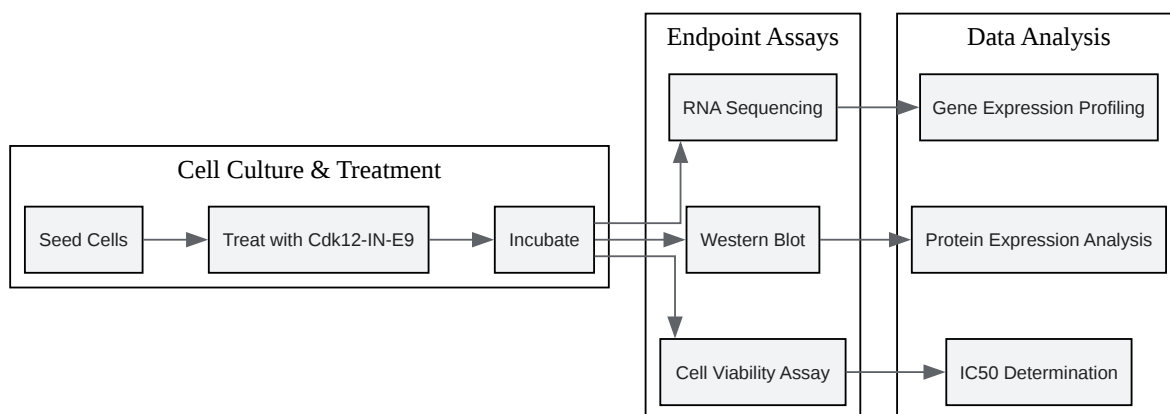 Cell Culture & Treatment
Seed Cells
Treat with Cdk12-IN-E9
Incubate
Endpoint Assays
RNA Sequencing
Western Blot
Cell Viability Assay
Data Analysis
Gene Expression Profiling
Protein Expression Analysis
IC50 Determination